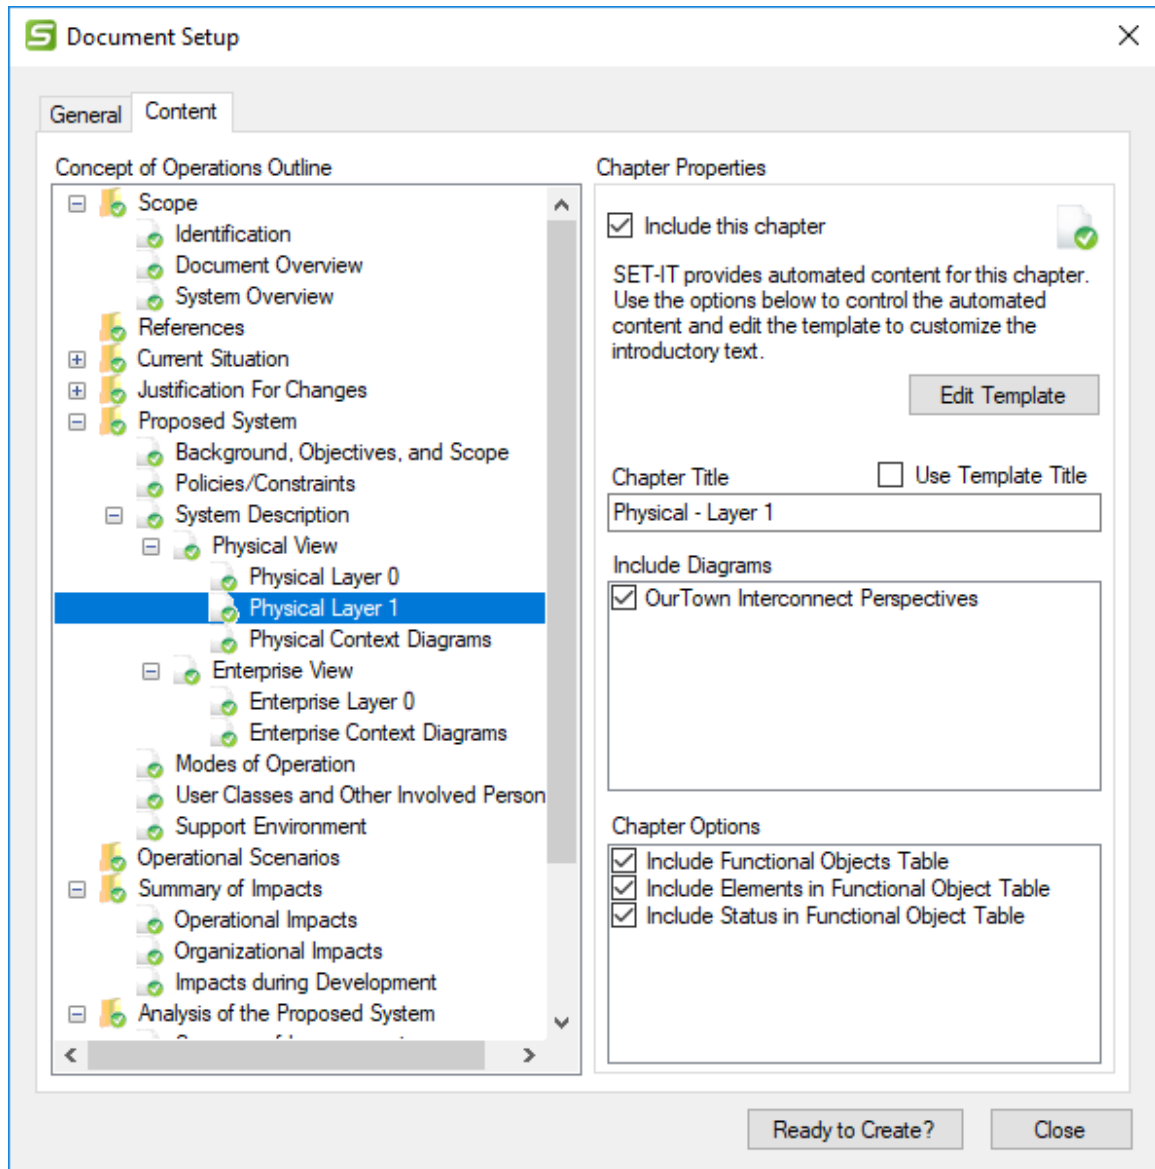 Document Setup
General
Content
Concept of Operations Outline
Scope
Identification
Document Overview
System Overview
References
Current Situation
Justification For Changes
Proposed System
Background, Objectives, and Scope
Policies/Constraints
System Description
Physical View
Physical Layer 0
Physical Layer 1
Physical Context Diagrams
Enterprise View
Enterprise Layer 0
Enterprise Context Diagrams
Modes of Operation
User Classes and Other Involved Person
Support Environment
Operational Scenarios
Summary of Impacts
Operational Impacts
Organizational Impacts
Impacts during Development
Analysis of the Proposed System
Chapter Properties
Include this chapter
SET-IT provides automated content for this chapter.
Use the options below to control the automated
content and edit the template to customize the
introductory text.
Edit Template
Chapter Title
Use Template Title
Physical - Layer 1
Include Diagrams
OurTown Interconnect Perspectives
Chapter Options
Include Functional Objects Table
Include Elements in Functional Object Table
Include Status in Functional Object Table
Ready to Create?
Close